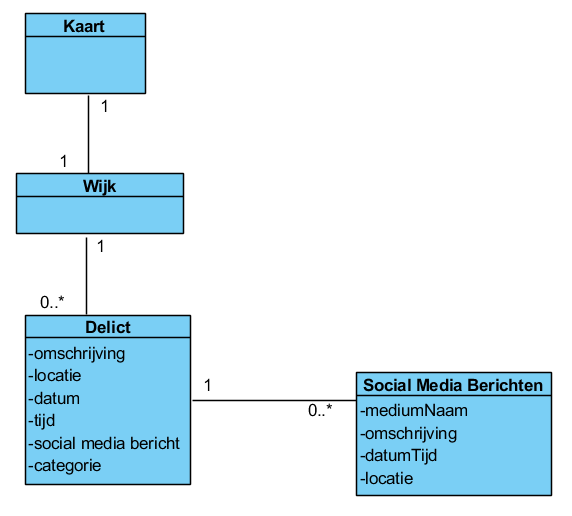 Kaart
1
1
Wijk
1
0..*
Delict
-omschrijving
-locatie
-datum
-tijd
-social media bericht
-categorie
1
0..*
Social Media Berichten
-mediumNaam
-omschrijving
-datumTijd
-locatie